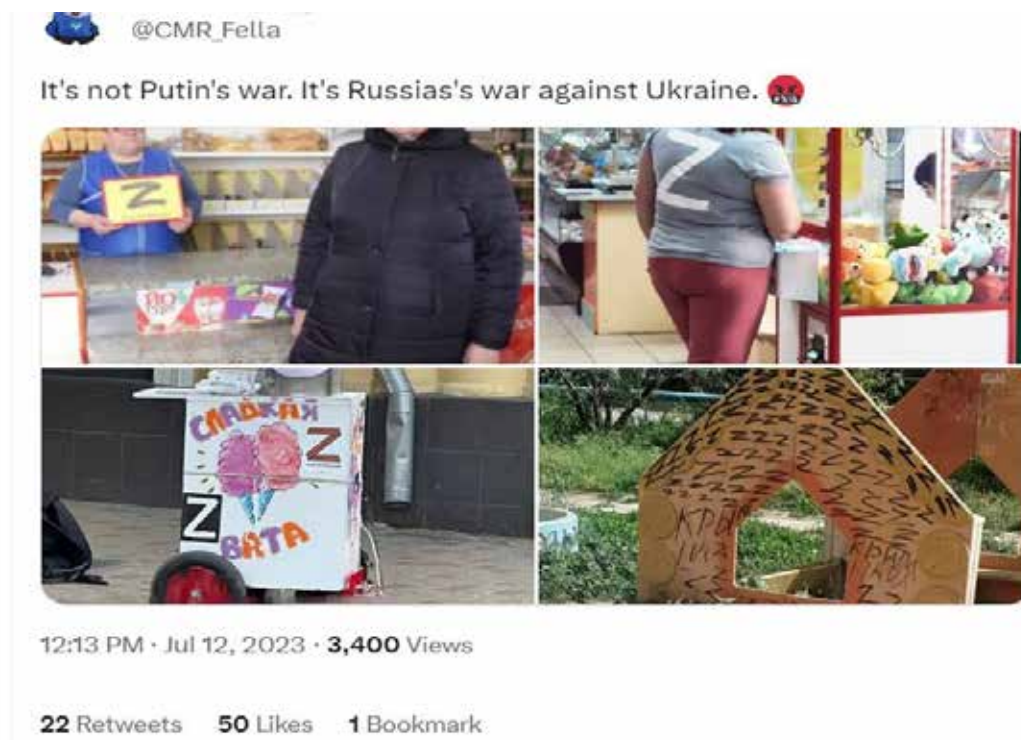 @CMR_Fella
It's not Putin's war. It's Russias's war against Ukraine.
Z
Z
СЛАДКАЯ
Z
Z
ВАТА
КРЫ
12:13 PM · Jul 12, 2023 · 3,400 Views
22 Retweets 50 Likes 1 Bookmark